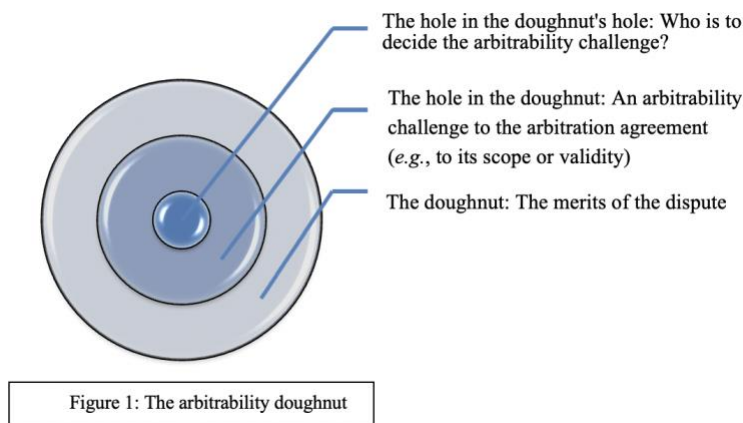 The hole in the doughnut's hole: Who is to
decide the arbitrability challenge?
The hole in the doughnut: An arbitrability
challenge to the arbitration agreement
(e.g., to its scope or validity)
The doughnut: The merits of the dispute
Figure 1: The arbitrability doughnut